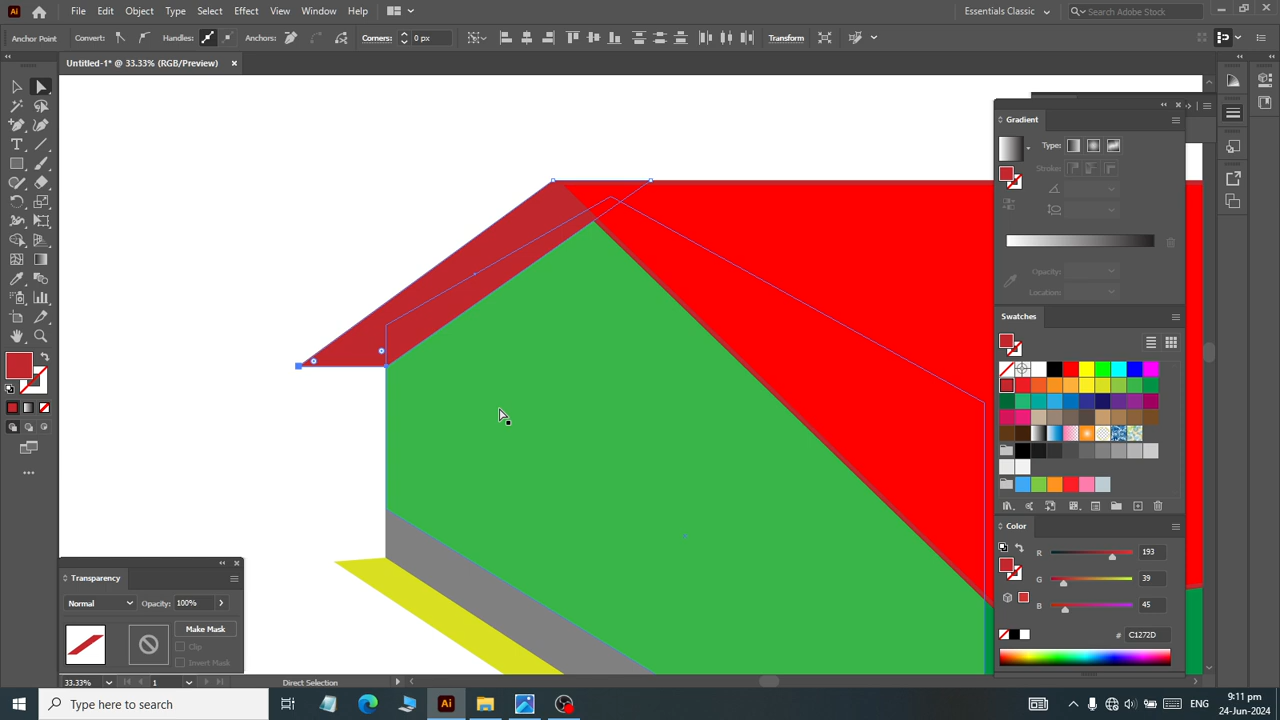 Ai File Edit Object Type Select Effect View Window Help Essentials Classic Search Adobe Stock
Anchor Point Convert: Handles: Anchors: Corners: 0 px Transform
Untitled-1* @ 33.33% (RGB/Preview) ×
Gradient
Type:
Stroke:
Opacity:
Location:
Swatches
Color
R 193
G 39
B 45
# C1272D
Transparency
Normal Opacity: 100%
Make Mask
Clip
Invert Mask
33.33% 1 Direct Selection
Type here to search Ai 9:11 pm
24-Jun-2024